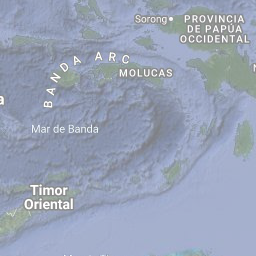 Sorong
PROVINCIA
DE PAPÚA
OCCIDENTAL
BANDA ARC
MOLUCAS
a
Mar de Banda
Timor
Oriental